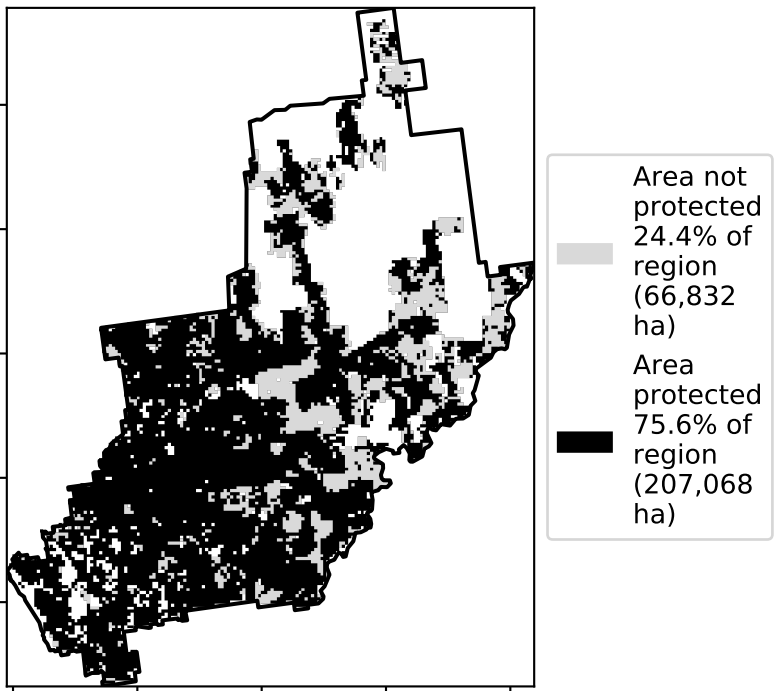 Area not
protected
24.4% of
region
(66,832
ha)
Area
protected
75.6% of
region
(207,068
ha)